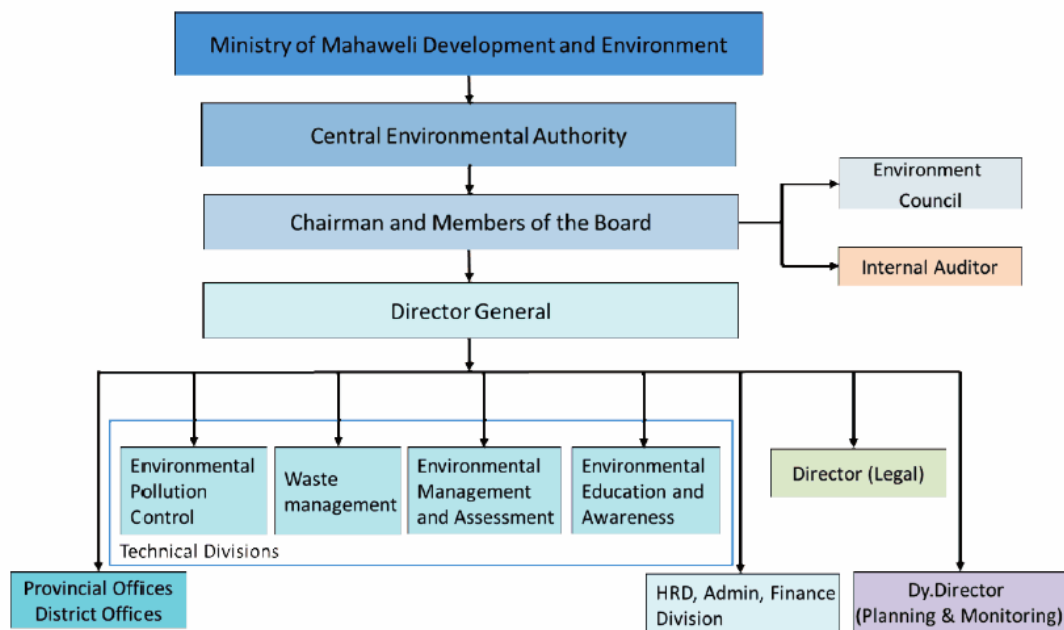 Ministry of Mahaweli Development and Environment
Central Environmental Authority
Chairman and Members of the Board
Environment
Council
Internal Auditor
Director General
Environmental
Pollution
Control
Waste
management
Environmental
Management
and Assessment
Environmental
Education and
Awareness
Director (Legal)
Technical Divisions
Provincial Offices
District Offices
HRD, Admin, Finance
Division
Dy.Director
(Planning & Monitoring)